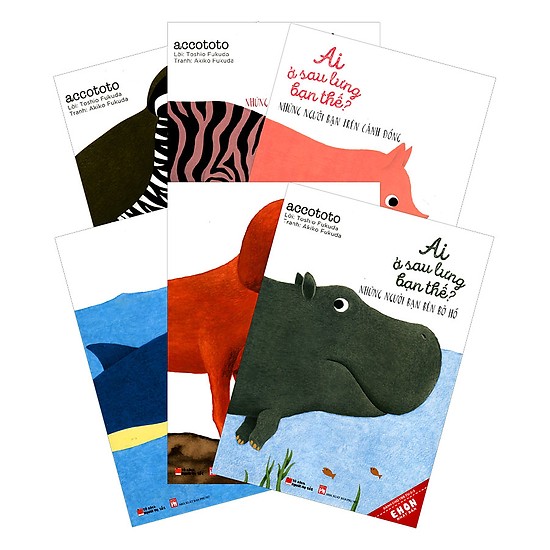 accototo
Lời: Toshio Fukuda
Tranh: Akiko Fukuda
accototo
Lời: Toshio Fukuda
Tranh: Akiko Fukuda
NHỮNG
Ai
ở sau lưng
bạn thế?
NHỮNG NGƯỜI BẠN TRÊN CÁNH ĐỒNG
accototo
Lời: Toshio Fukuda
Tranh: Akiko Fukuda
Ai
ở sau lưng
bạn thế?
NHỮNG NGƯỜI BẠN BÊN BỜ HỒ
EHON